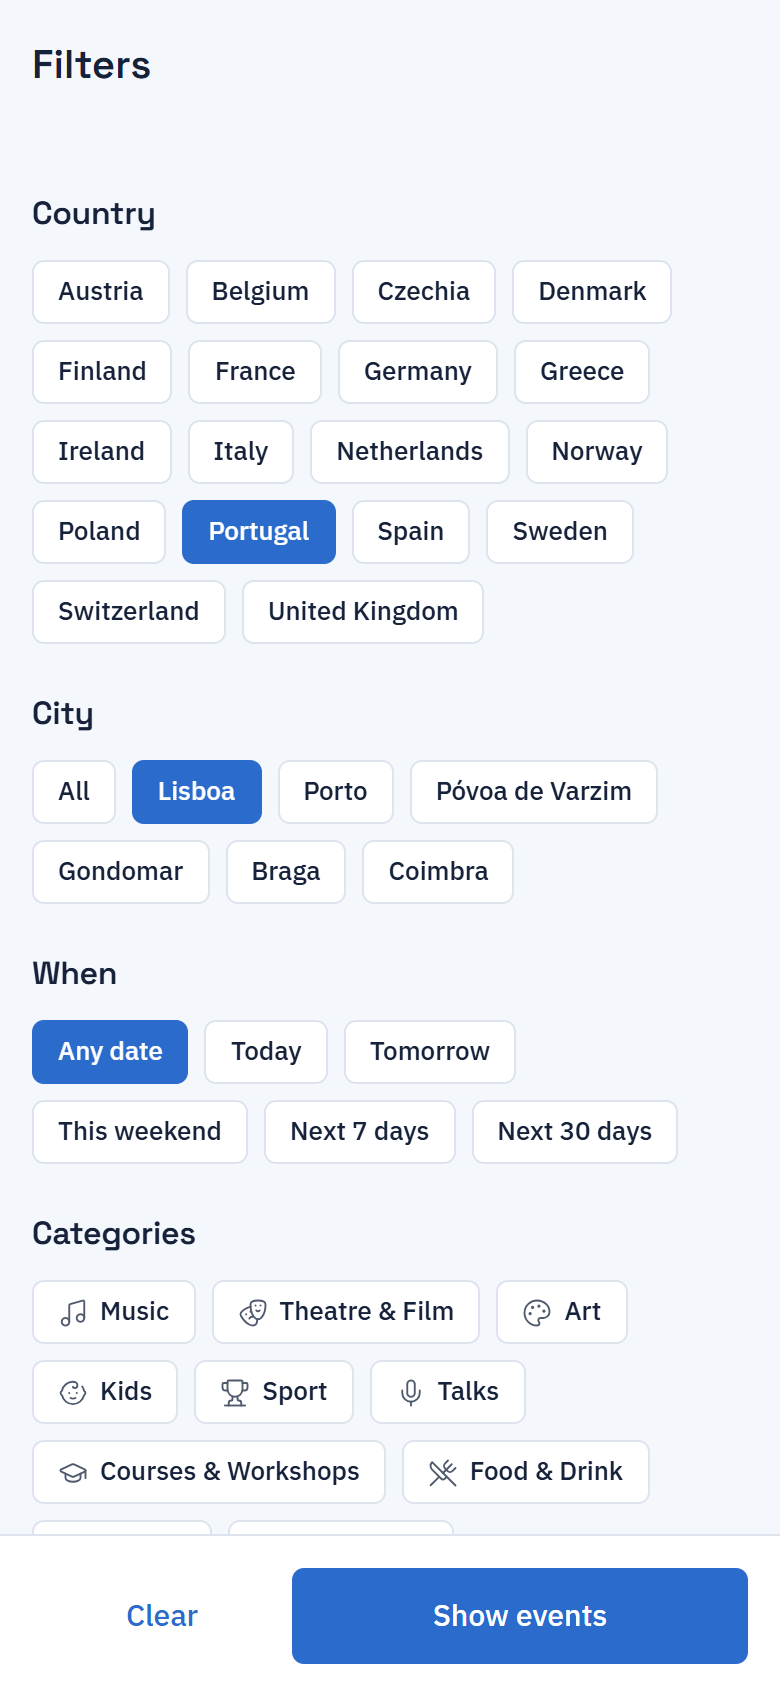 Filters
Country
Austria Belgium Czechia Denmark
Finland France Germany Greece
Ireland Italy Netherlands Norway
Poland Portugal Spain Sweden
Switzerland United Kingdom
City
All Lisboa Porto Póvoa de Varzim
Gondomar Braga Coimbra
When
Any date Today Tomorrow
This weekend Next 7 days Next 30 days
Categories
Music Theatre & Film Art
Kids Sport Talks
Courses & Workshops Food & Drink
Clear Show events